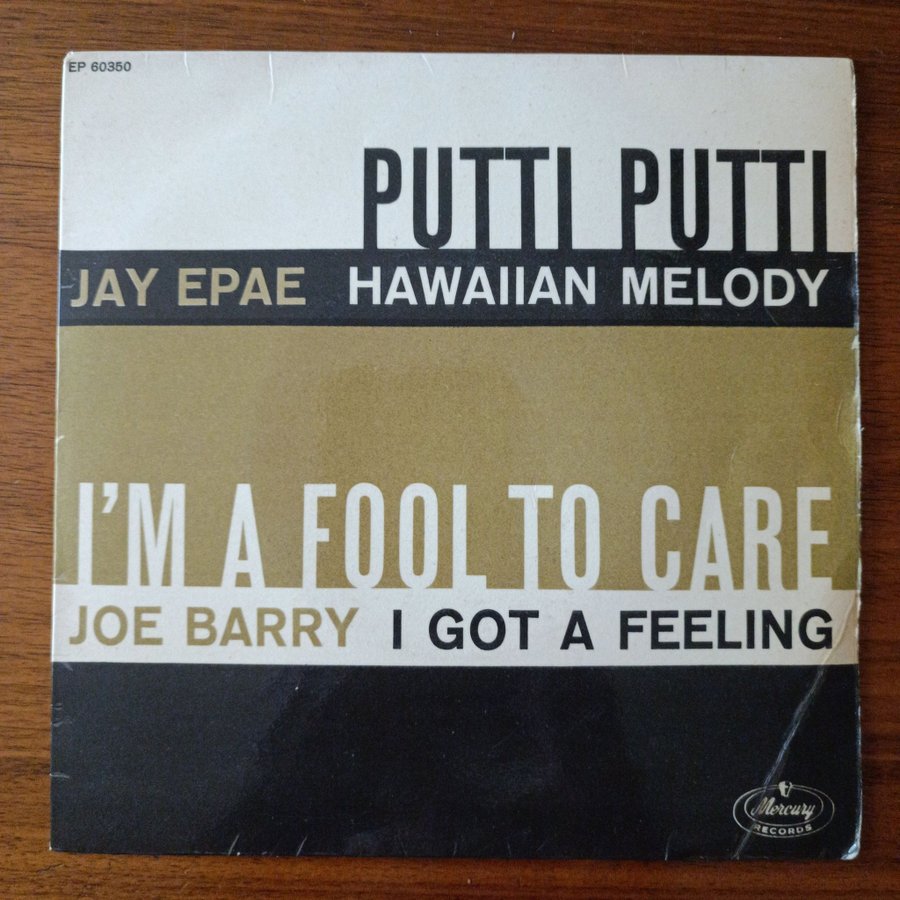 EP 60350
PUTTI PUTTI
JAY EPAE HAWAIIAN MELODY
I'M A FOOL TO CARE
JOE BARRY I GOT A FEELING
Mercury
RECORDS